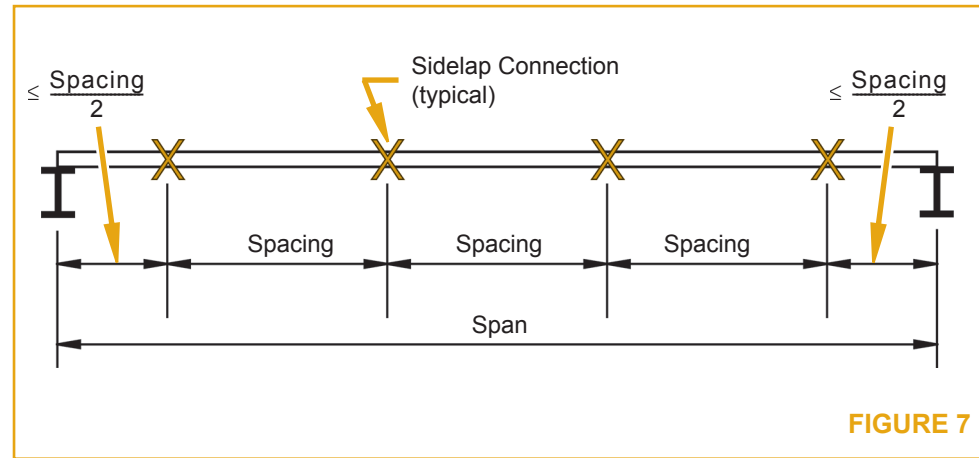 Sidelap Connection
(typical)
≤ Spacing
2
≤ Spacing
2
Spacing
Spacing
Spacing
Span
FIGURE 7